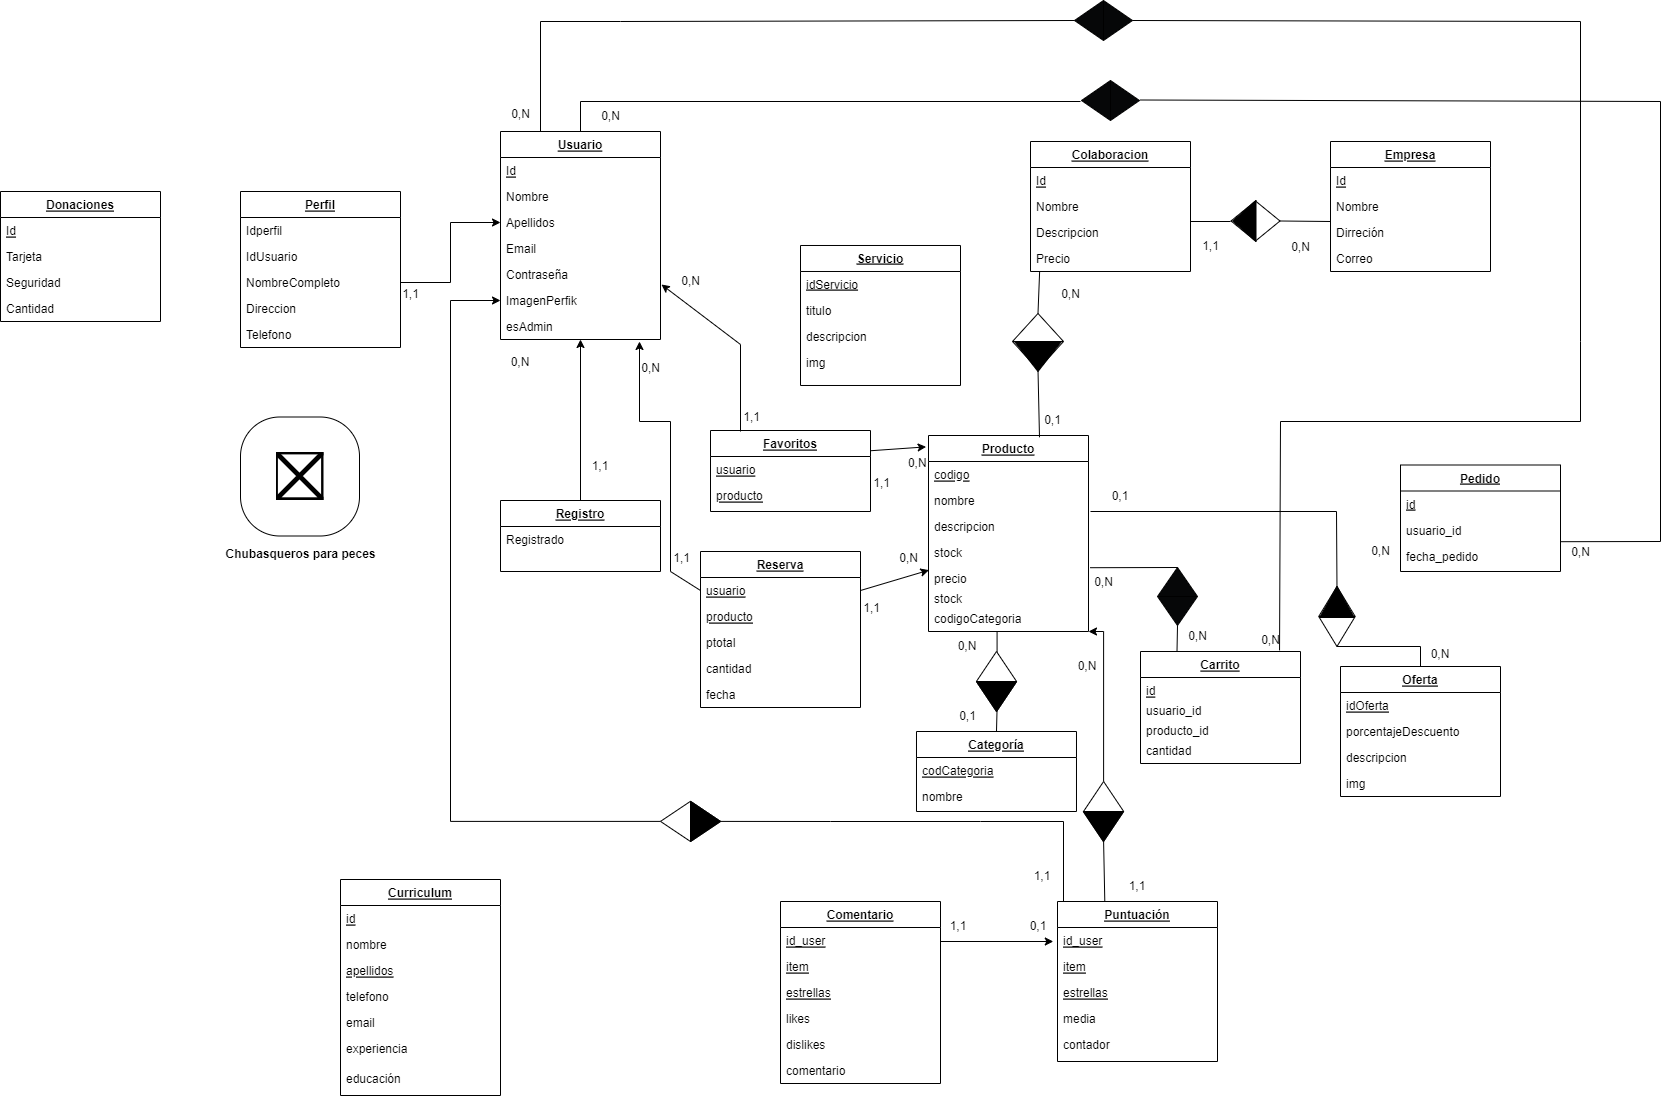 0,N
0,N
Usuario
Id
Nombre
Apellidos
Email
Contraseña
ImagenPerfik
esAdmin
Donaciones
Id
Tarjeta
Seguridad
Cantidad
Perfil
Idperfil
IdUsuario
NombreCompleto
Direccion
Telefono
1,1
Colaboracion
Id
Nombre
Descripcion
Precio
1,1
0,N
Empresa
Id
Nombre
Dirreción
Correo
Servicio
idServicio
titulo
descripcion
img
0,N
0,N
0,N
0,N
0,1
1,1
Favoritos
usuario
producto
0,N
1,1
Chubasqueros para peces
1,1
Registro
Registrado
1,1
Reserva
usuario
producto
ptotal
cantidad
fecha
0,N
1,1
Producto
codigo
nombre
descripcion
stock
precio
stock
codigoCategoria
0,1
0,N
Pedido
id
usuario_id
fecha_pedido
0,N
0,N
0,N
0,N
Carrito
id
usuario_id
producto_id
cantidad
0,N
Oferta
idOferta
porcentajeDescuento
descripcion
img
0,N
0,N
0,1
Categoría
codCategoria
nombre
1,1
1,1
Curriculum
id
nombre
apellidos
telefono
email
experiencia
educación
Comentario
id_user
item
estrellas
likes
dislikes
comentario
1,1
0,1
Puntuación
id_user
item
estrellas
media
contador